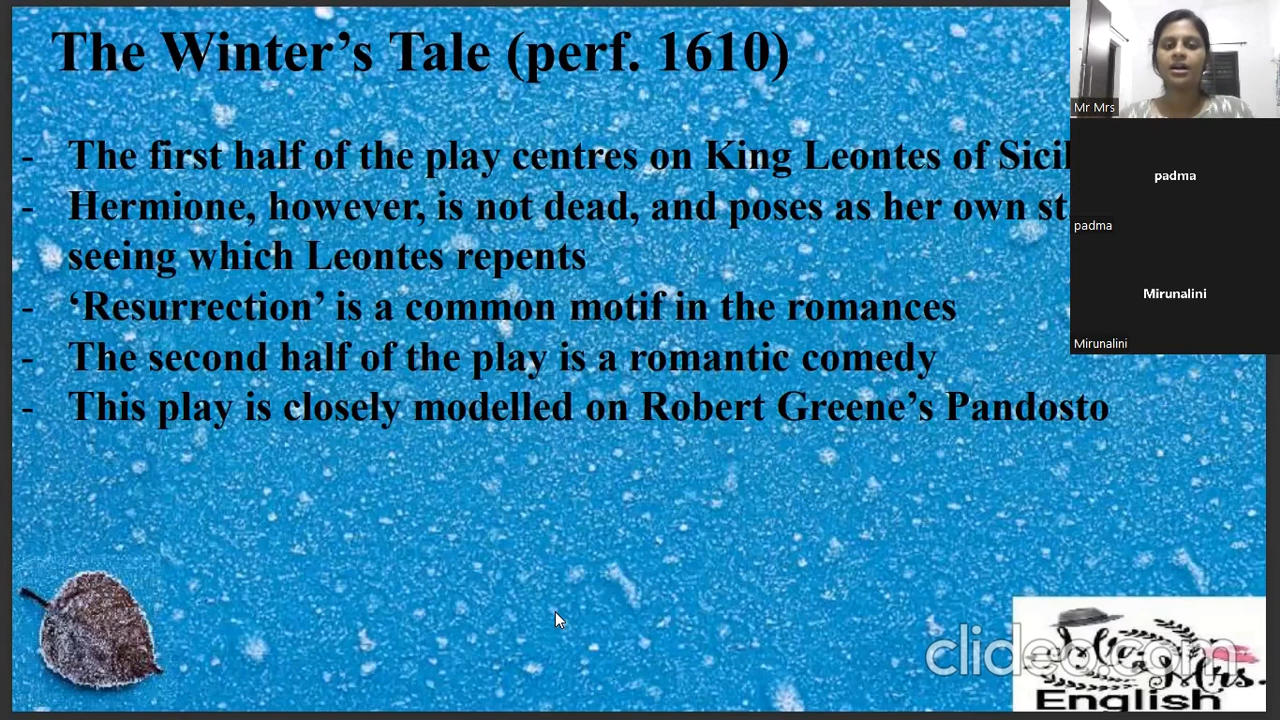 The Winter’s Tale (perf. 1610)
- The first half of the play centres on King Leontes of
- Hermione, however, is not dead, and poses as her own
seeing which Leontes repents
- ‘Resurrection’ is a common motif in the romances
- The second half of the play is a romantic comedy
- This play is closely modelled on Robert Greene’s Pandosto
Mr Mrs
padma
padma
Mirunalini
Mirunalini
clideo.com
Mrs.
English